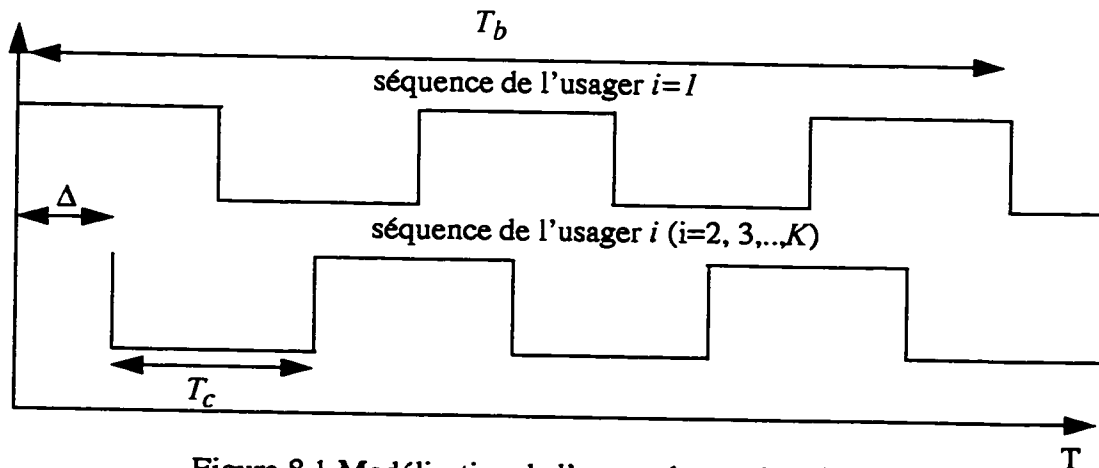 T_b
séquence de l'usager i=1
Δ
séquence de l'usager i (i=2, 3,..,K)
T_c
T
Figure 8.1 Modélisation de l'